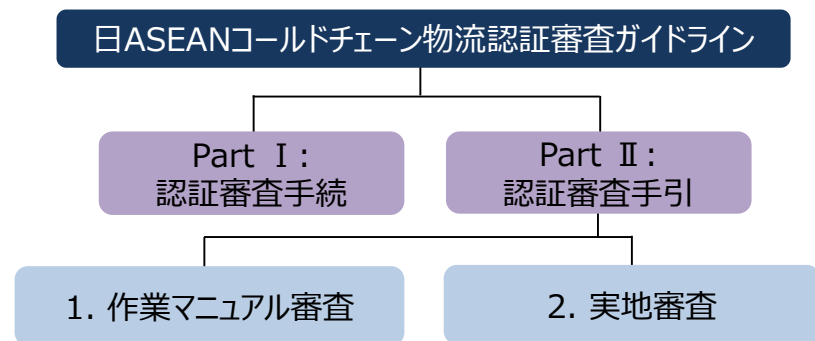 日ASEANコールドチェーン物流認証審査ガイドライン
Part Ⅰ：
認証審査手続
Part Ⅱ：
認証審査手引
1. 作業マニュアル審査
2. 実地審査